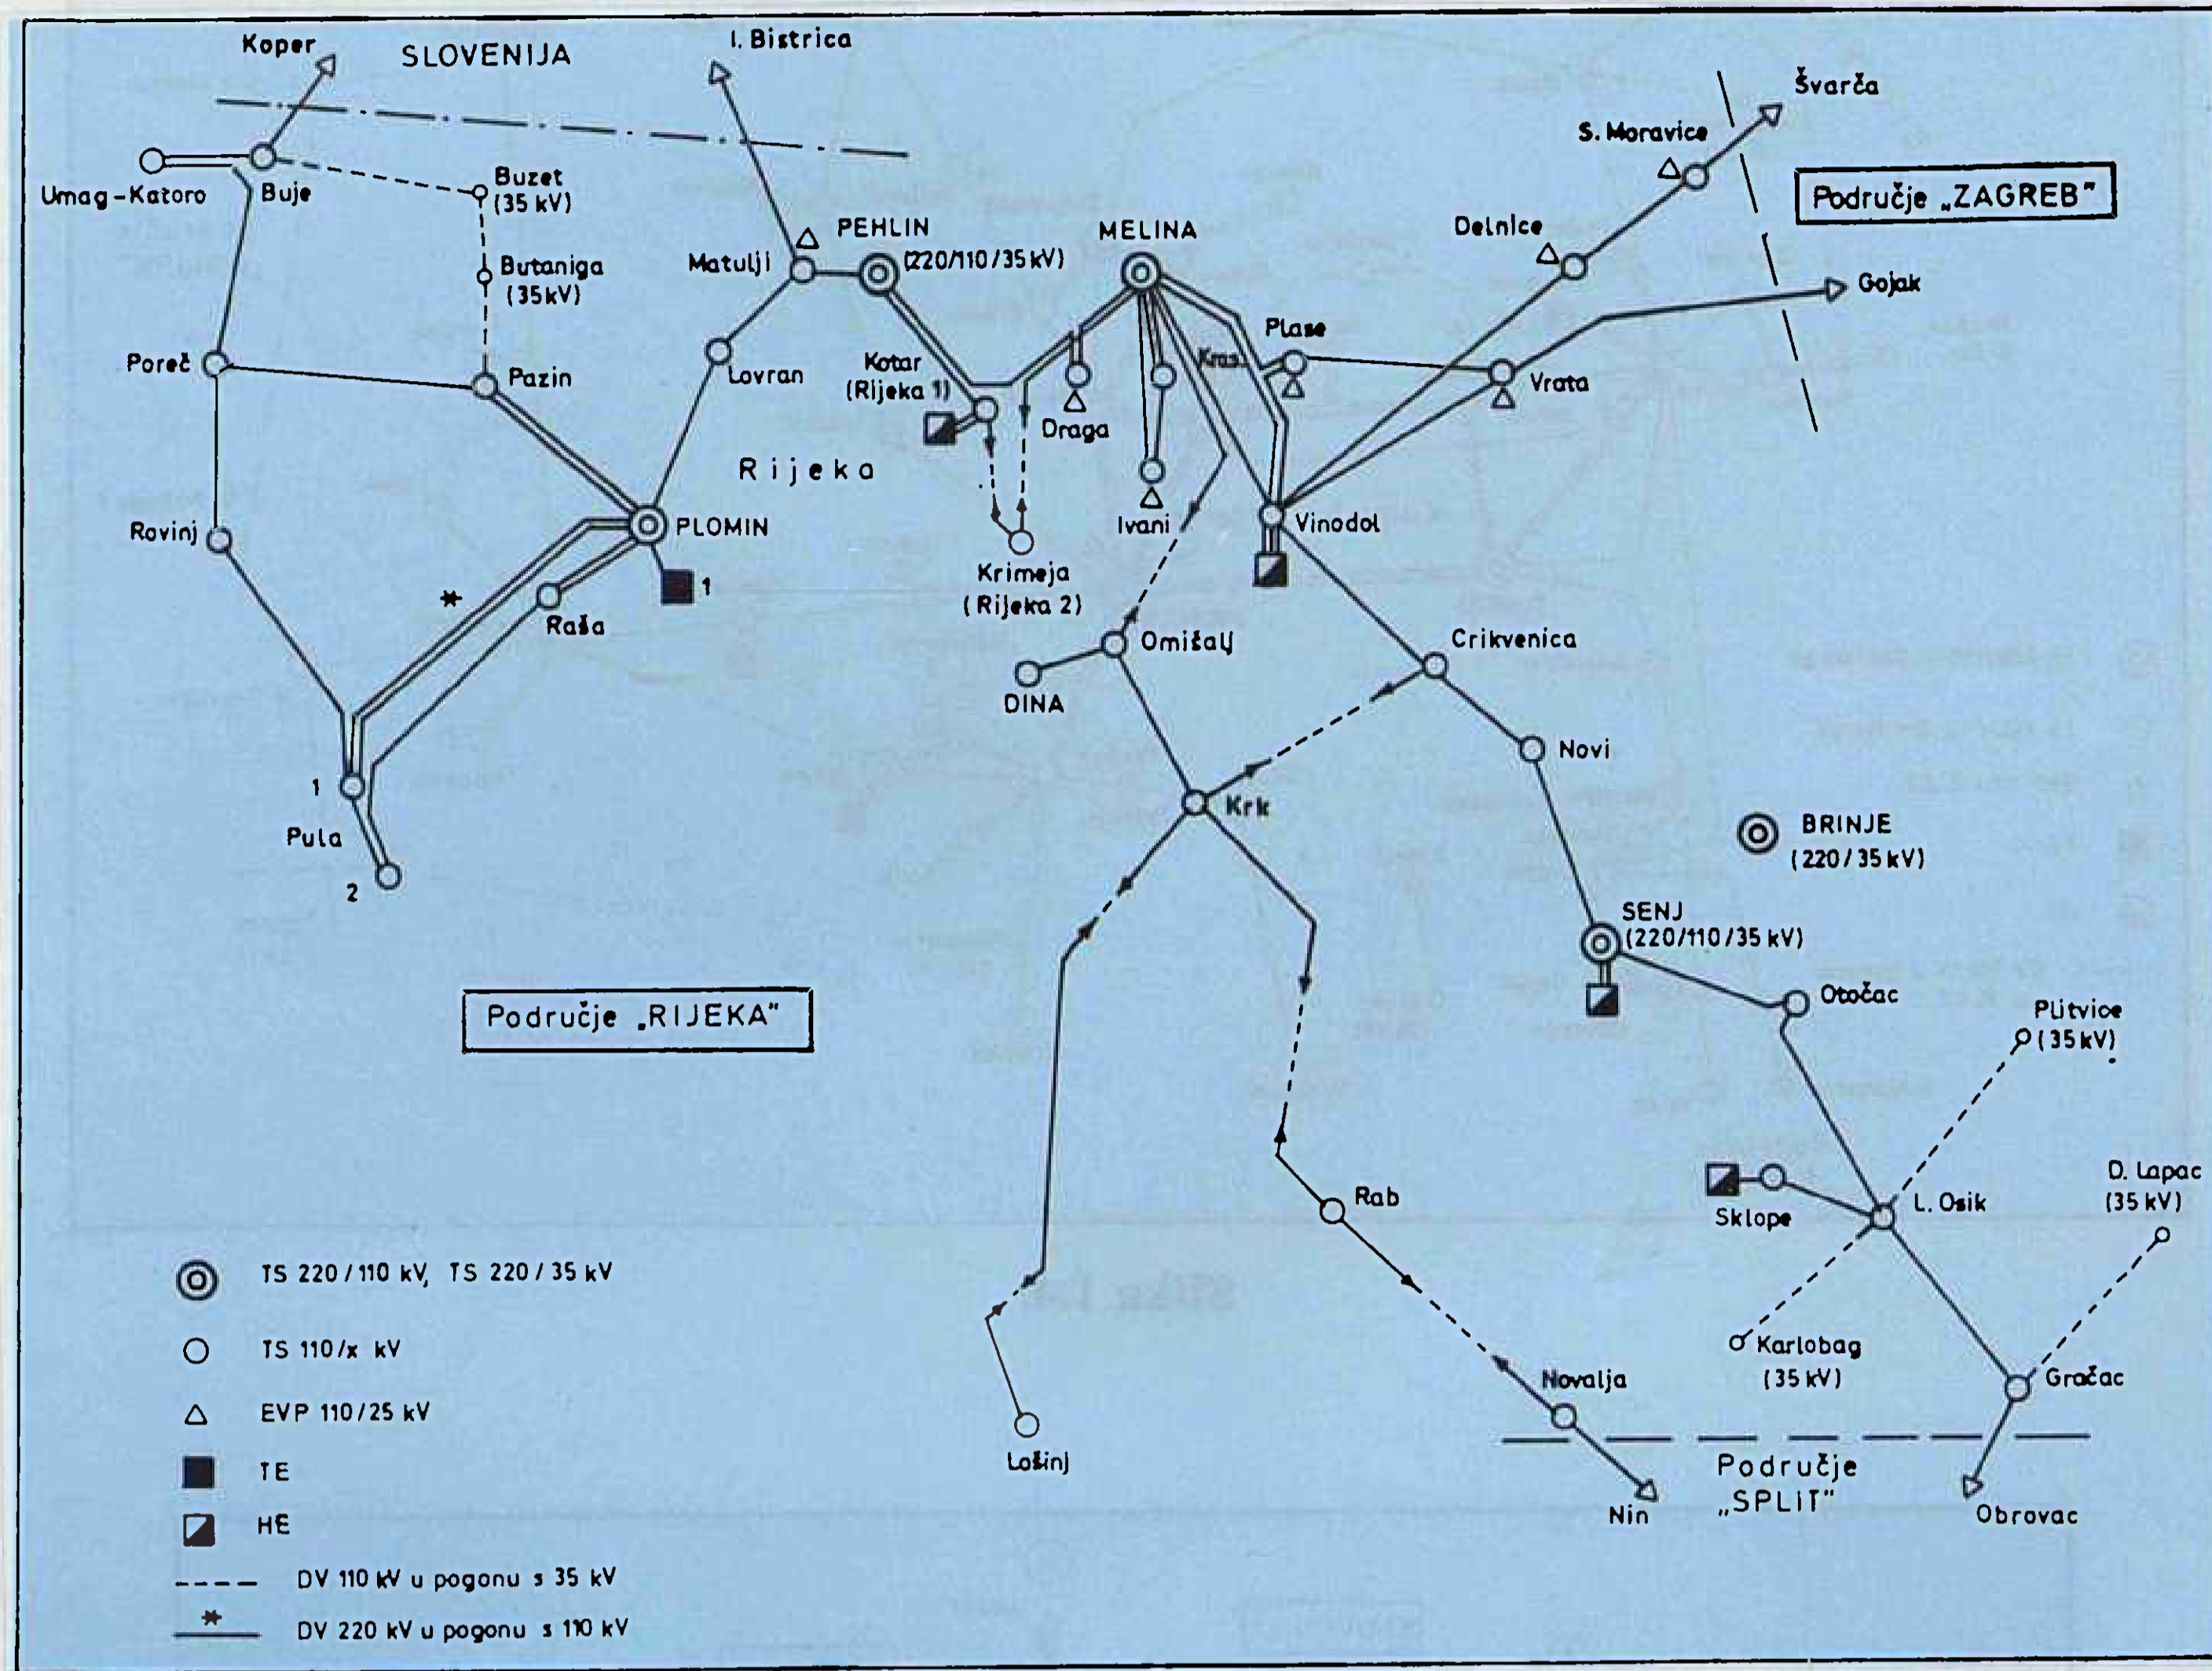 Koper
SLOVENIJA
I. Bistrica
Švarča
S. Moravice
Područje „ZAGREB"
Umag-Katoro
Buje
Buzet
(35 kV)
Butaniga
(35kV)
Matulji
PEHLIN
(220/110/35 kV)
MELINA
Delnice
Gojak
Poreč
Pazin
Lovran
Kotar
(Rijeka 1)
Draga
Kras.
Plase
Vrata
Rijeka
Rovinj
PLOMIN
1
Raša
*
Krimeja
(Rijeka 2)
Ivani
Vinodol
Omišalj
DINA
Crikvenica
Novi
Krk
1
Pula
2
BRINJE
(220/35 kV)
SENJ
(220/110/35 kV)
Područje „RIJEKA"
Otočac
Plitvice
(35 kV)
Rab
Sklope
L. Osik
D. Lapac
(35 kV)
Karlobag
(35 kV)
Gračac
Novalja
Lošinj
Nin
Područje
„SPLIT"
Obrovac
TS 220/110 kV, TS 220/35 kV
TS 110/x kV
EVP 110/25 kV
TE
HE
DV 110 kV u pogonu s 35 kV
* DV 220 kV u pogonu s 110 kV